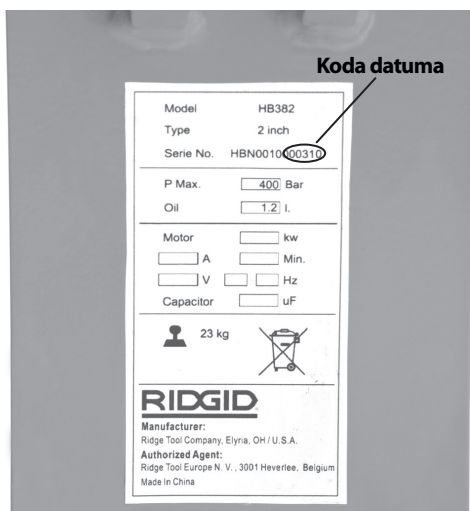 Koda datuma
Model HB382
Type 2 inch
Serie No. HBN0010000310
P Max. 400 Bar
Oil 1.2 l.
Motor kw
A Min.
V Hz
Capacitor uF
23 kg
RIDGID
Manufacturer:
Ridge Tool Company, Elyria, OH / U.S.A.
Authorized Agent:
Ridge Tool Europe N. V. , 3001 Heverlee, Belgium
Made In China